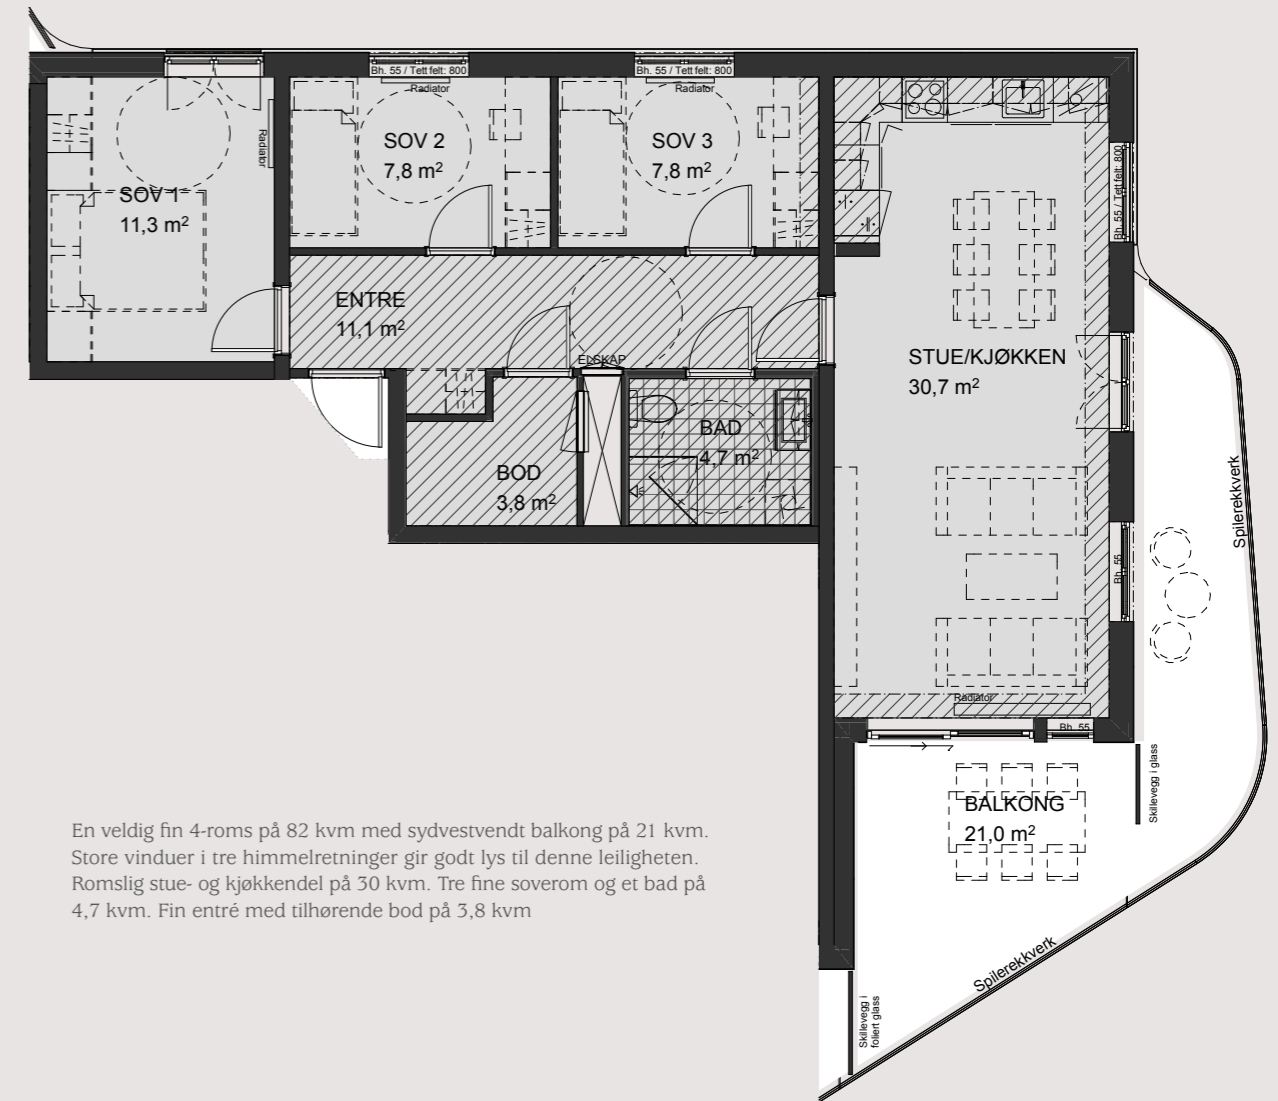 Bh. 55 / Tett felt: 800
Radiator
Bh. 55 / Tett felt: 800
Radiator
Radiator
SOV 1
11,3 m²
SOV 2
7,8 m²
SOV 3
7,8 m²
Bh. 55 / Tett felt: 800
ENTRE
11,1 m²
ELSKAP
STUE/KJØKKEN
30,7 m²
BAD
4,7 m²
BOD
3,8 m²
Spilerekkverk
Bh. 55
Radiator
Bh. 55
Skillevegg i glass
BALKONG
21,0 m²
En veldig fin 4-roms på 82 kvm med sydvestvendt balkong på 21 kvm.
Store vinduer i tre himmelretninger gir godt lys til denne leiligheten.
Romslig stue- og kjøkkendel på 30 kvm. Tre fine soverom og et bad på
4,7 kvm. Fin entré med tilhørende bod på 3,8 kvm
Spilerekkverk
Skillevegg i
foliert glass